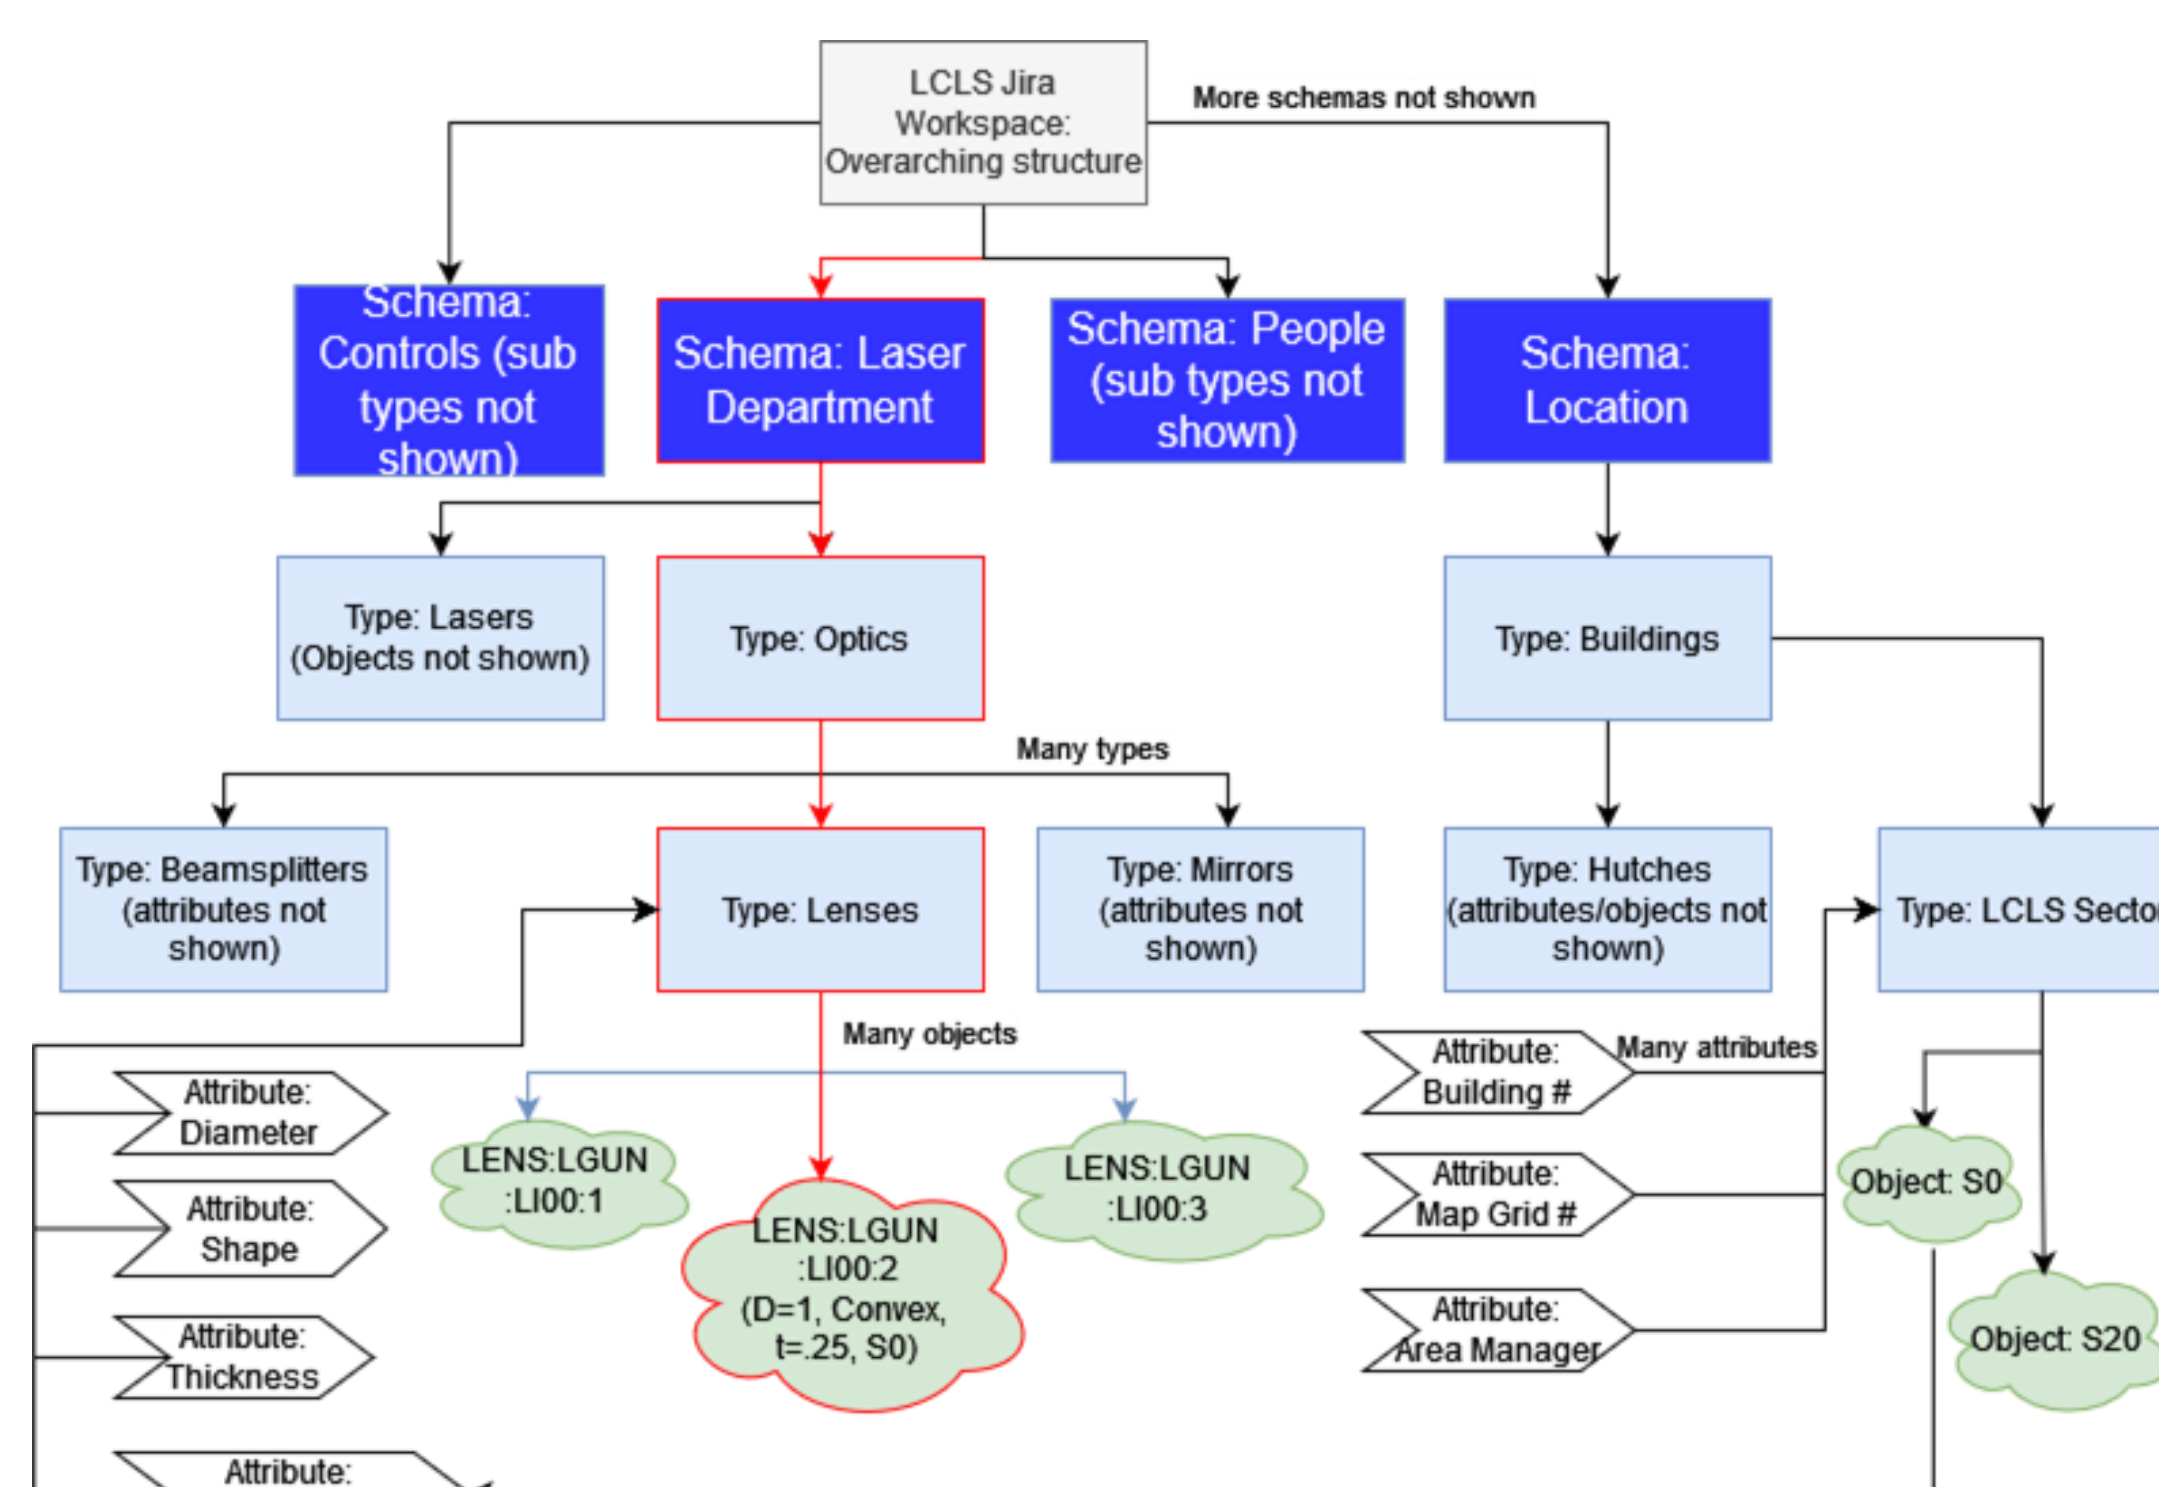 LCLS Jira
Workspace:
Overarching structure
More schemas not shown
Schema:
Controls (sub
types not
shown)
Schema: Laser
Department
Schema: People
(sub types not
shown)
Schema:
Location
Type: Lasers
(Objects not shown)
Type: Optics
Type: Buildings
Many types
Type: Beamsplitters
(attributes not
shown)
Type: Lenses
Type: Mirrors
(attributes not
shown)
Type: Hutches
(attributes/objects not
shown)
Type: LCLS Sector
Many objects
Many attributes
Attribute:
Diameter
Attribute:
Shape
Attribute:
Thickness
Attribute:
LENS:LGUN
:LI00:1
LENS:LGUN
:LI00:2
(D=1, Convex,
t=.25, S0)
LENS:LGUN
:LI00:3
Attribute:
Building #
Attribute:
Map Grid #
Attribute:
Area Manager
Object: S0
Object: S20